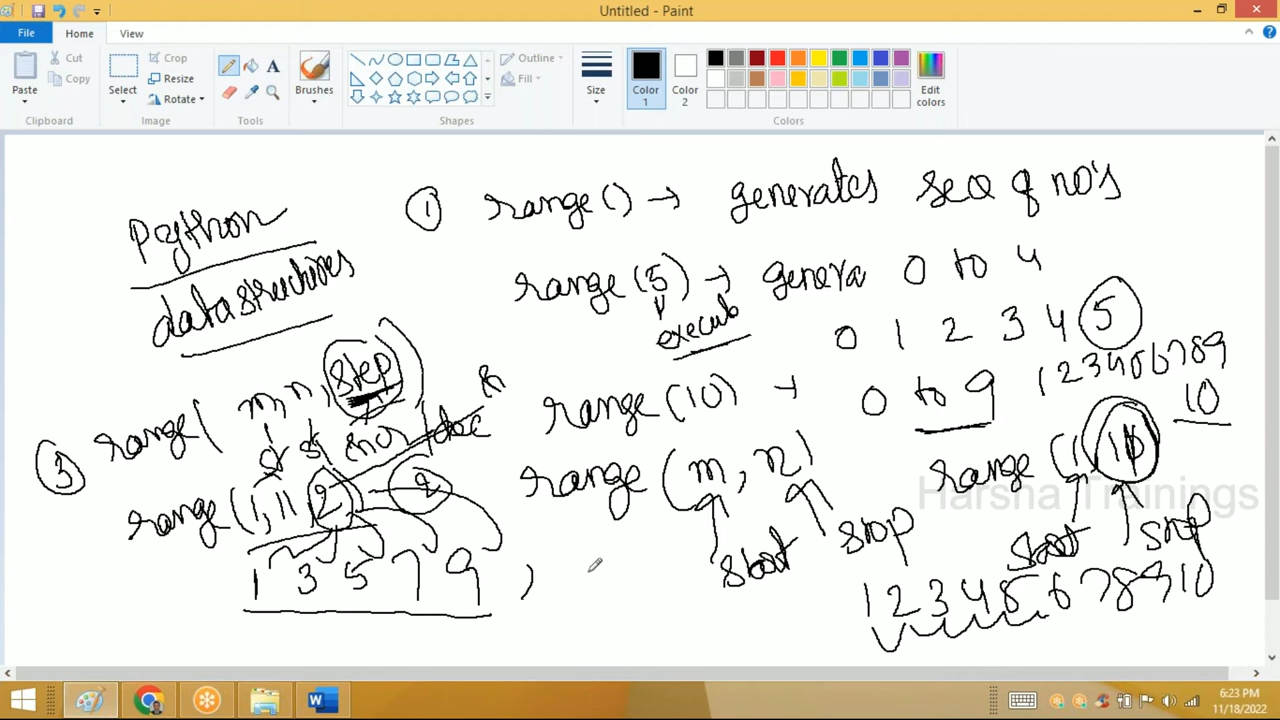 Untitled - Paint
File Home View
Paste Cut Copy Clipboard
Select Crop Resize Rotate Image
Tools
Brushes
Outline Fill Shapes
Size
Color 1 Color 2 Edit colors Colors
Python
data structures
① range() → generates seq of no's
range(5) → genera 0 to 4
0 1 2 3 4 5
range(10) → 0 to 9
1 2 3 4 5 6 7 8 9
10
range(m, n)
start stop
range(1, 11)
start stop
1 2 3 4 5 6 7 8 9 10
③ range( m, n, step)
range(1, 11, 2) 2
1 3 5 7 9 ,
Harsha Trainings
6:23 PM
11/18/2022